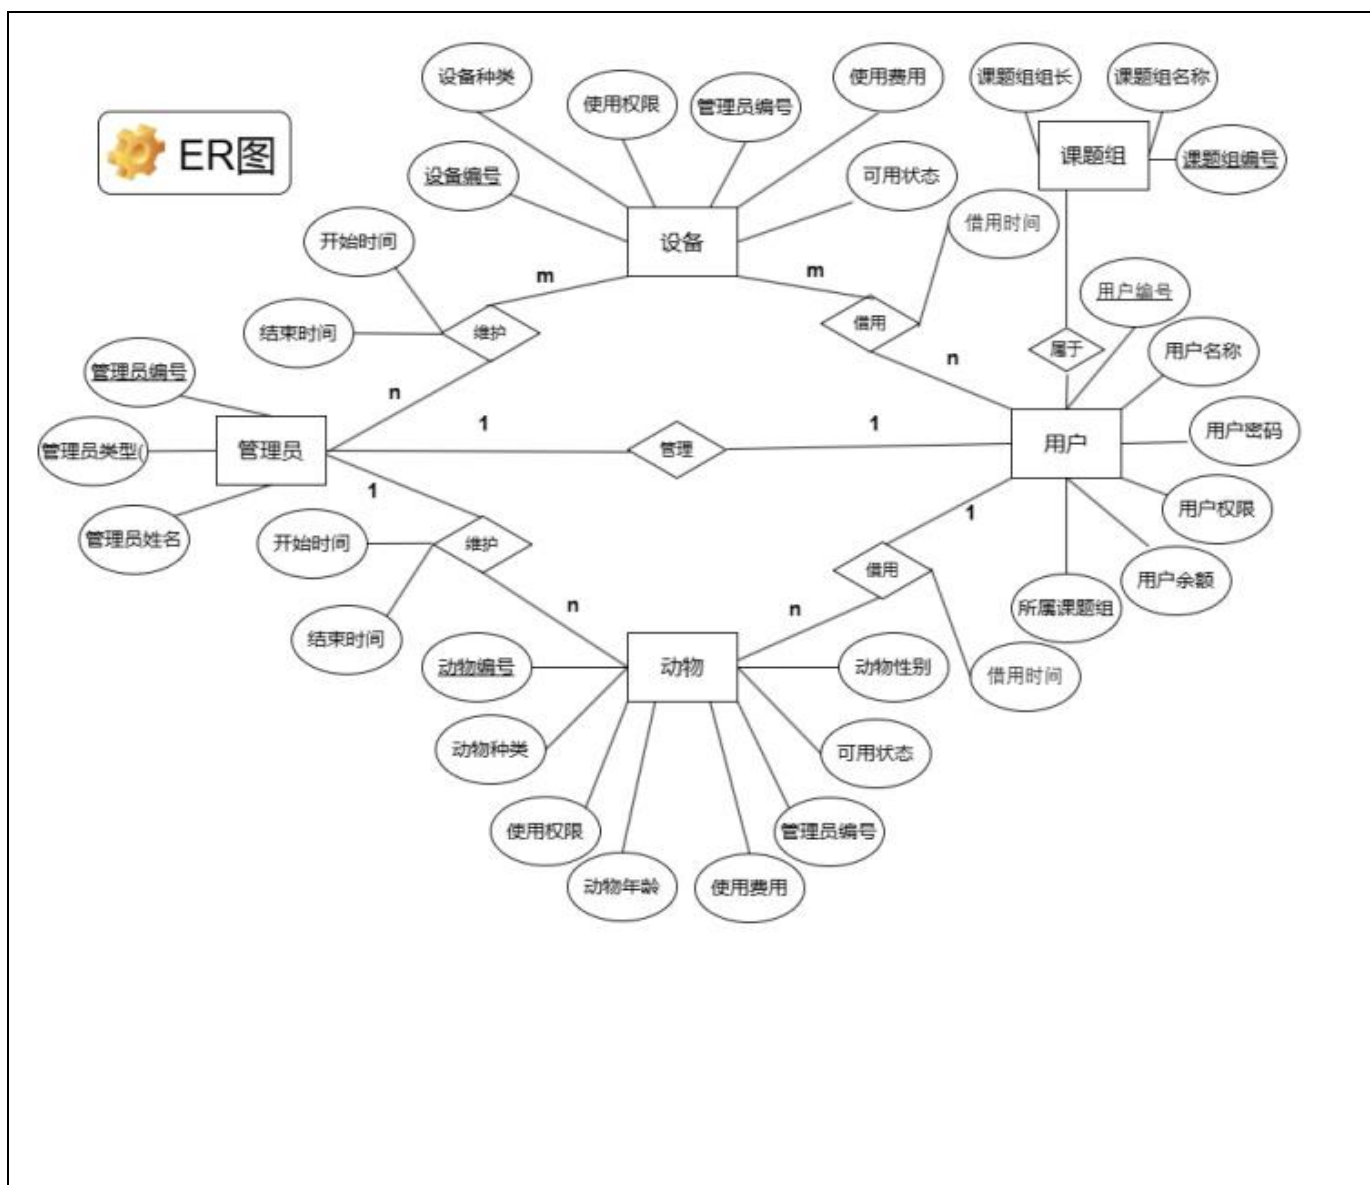 设备种类
使用权限
管理员编号
使用费用
课题组组长
课题组名称
ER图
课题组
课题组编号
设备编号
可用状态
开始时间
设备
借用时间
m
m
用户编号
结束时间
维护
借用
属于
用户名称
管理员编号
n
n
管理员类型(
管理员
1
管理
1
用户
用户密码
1
管理员姓名
开始时间
维护
1
用户权限
借用
用户余额
结束时间
n
n
所属课题组
动物编号
动物
动物性别
借用时间
动物种类
可用状态
使用权限
管理员编号
动物年龄
使用费用